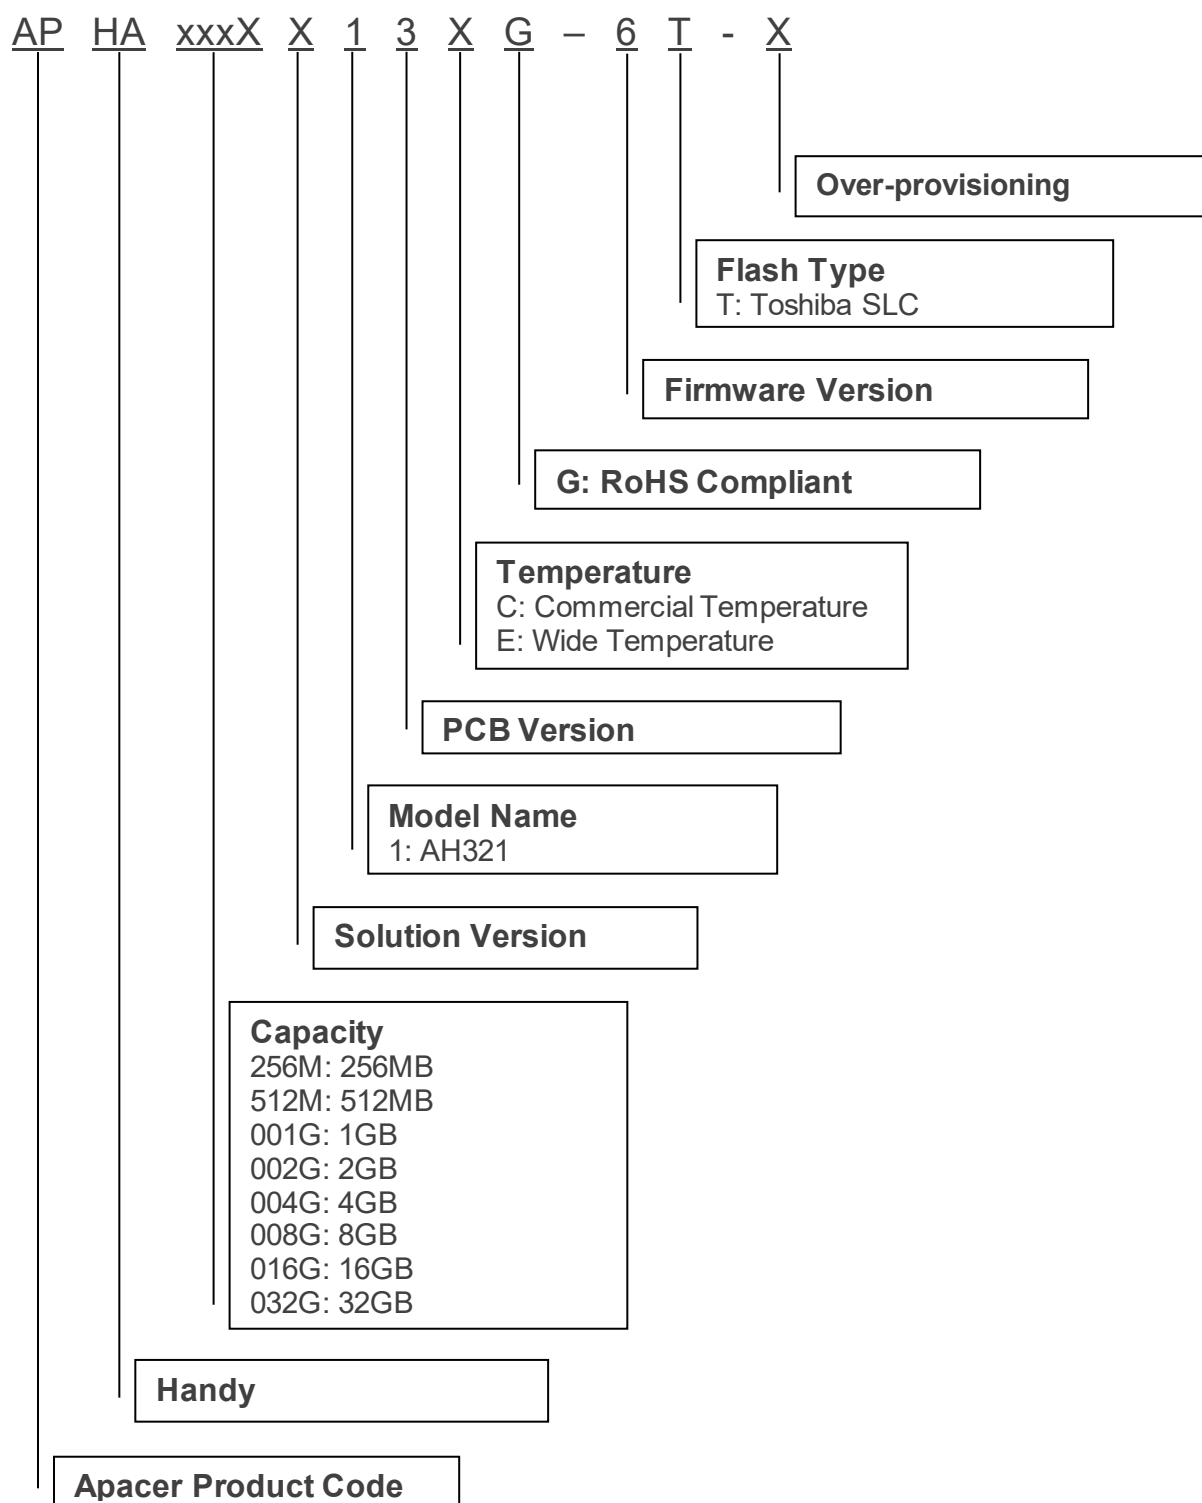 AP HA xxxX X 1 3 X G – 6 T - X
Over-provisioning
Flash Type
T: Toshiba SLC
Firmware Version
G: RoHS Compliant
Temperature
C: Commercial Temperature
E: Wide Temperature
PCB Version
Model Name
1: AH321
Solution Version
Capacity
256M: 256MB
512M: 512MB
001G: 1GB
002G: 2GB
004G: 4GB
008G: 8GB
016G: 16GB
032G: 32GB
Handy
Apacer Product Code